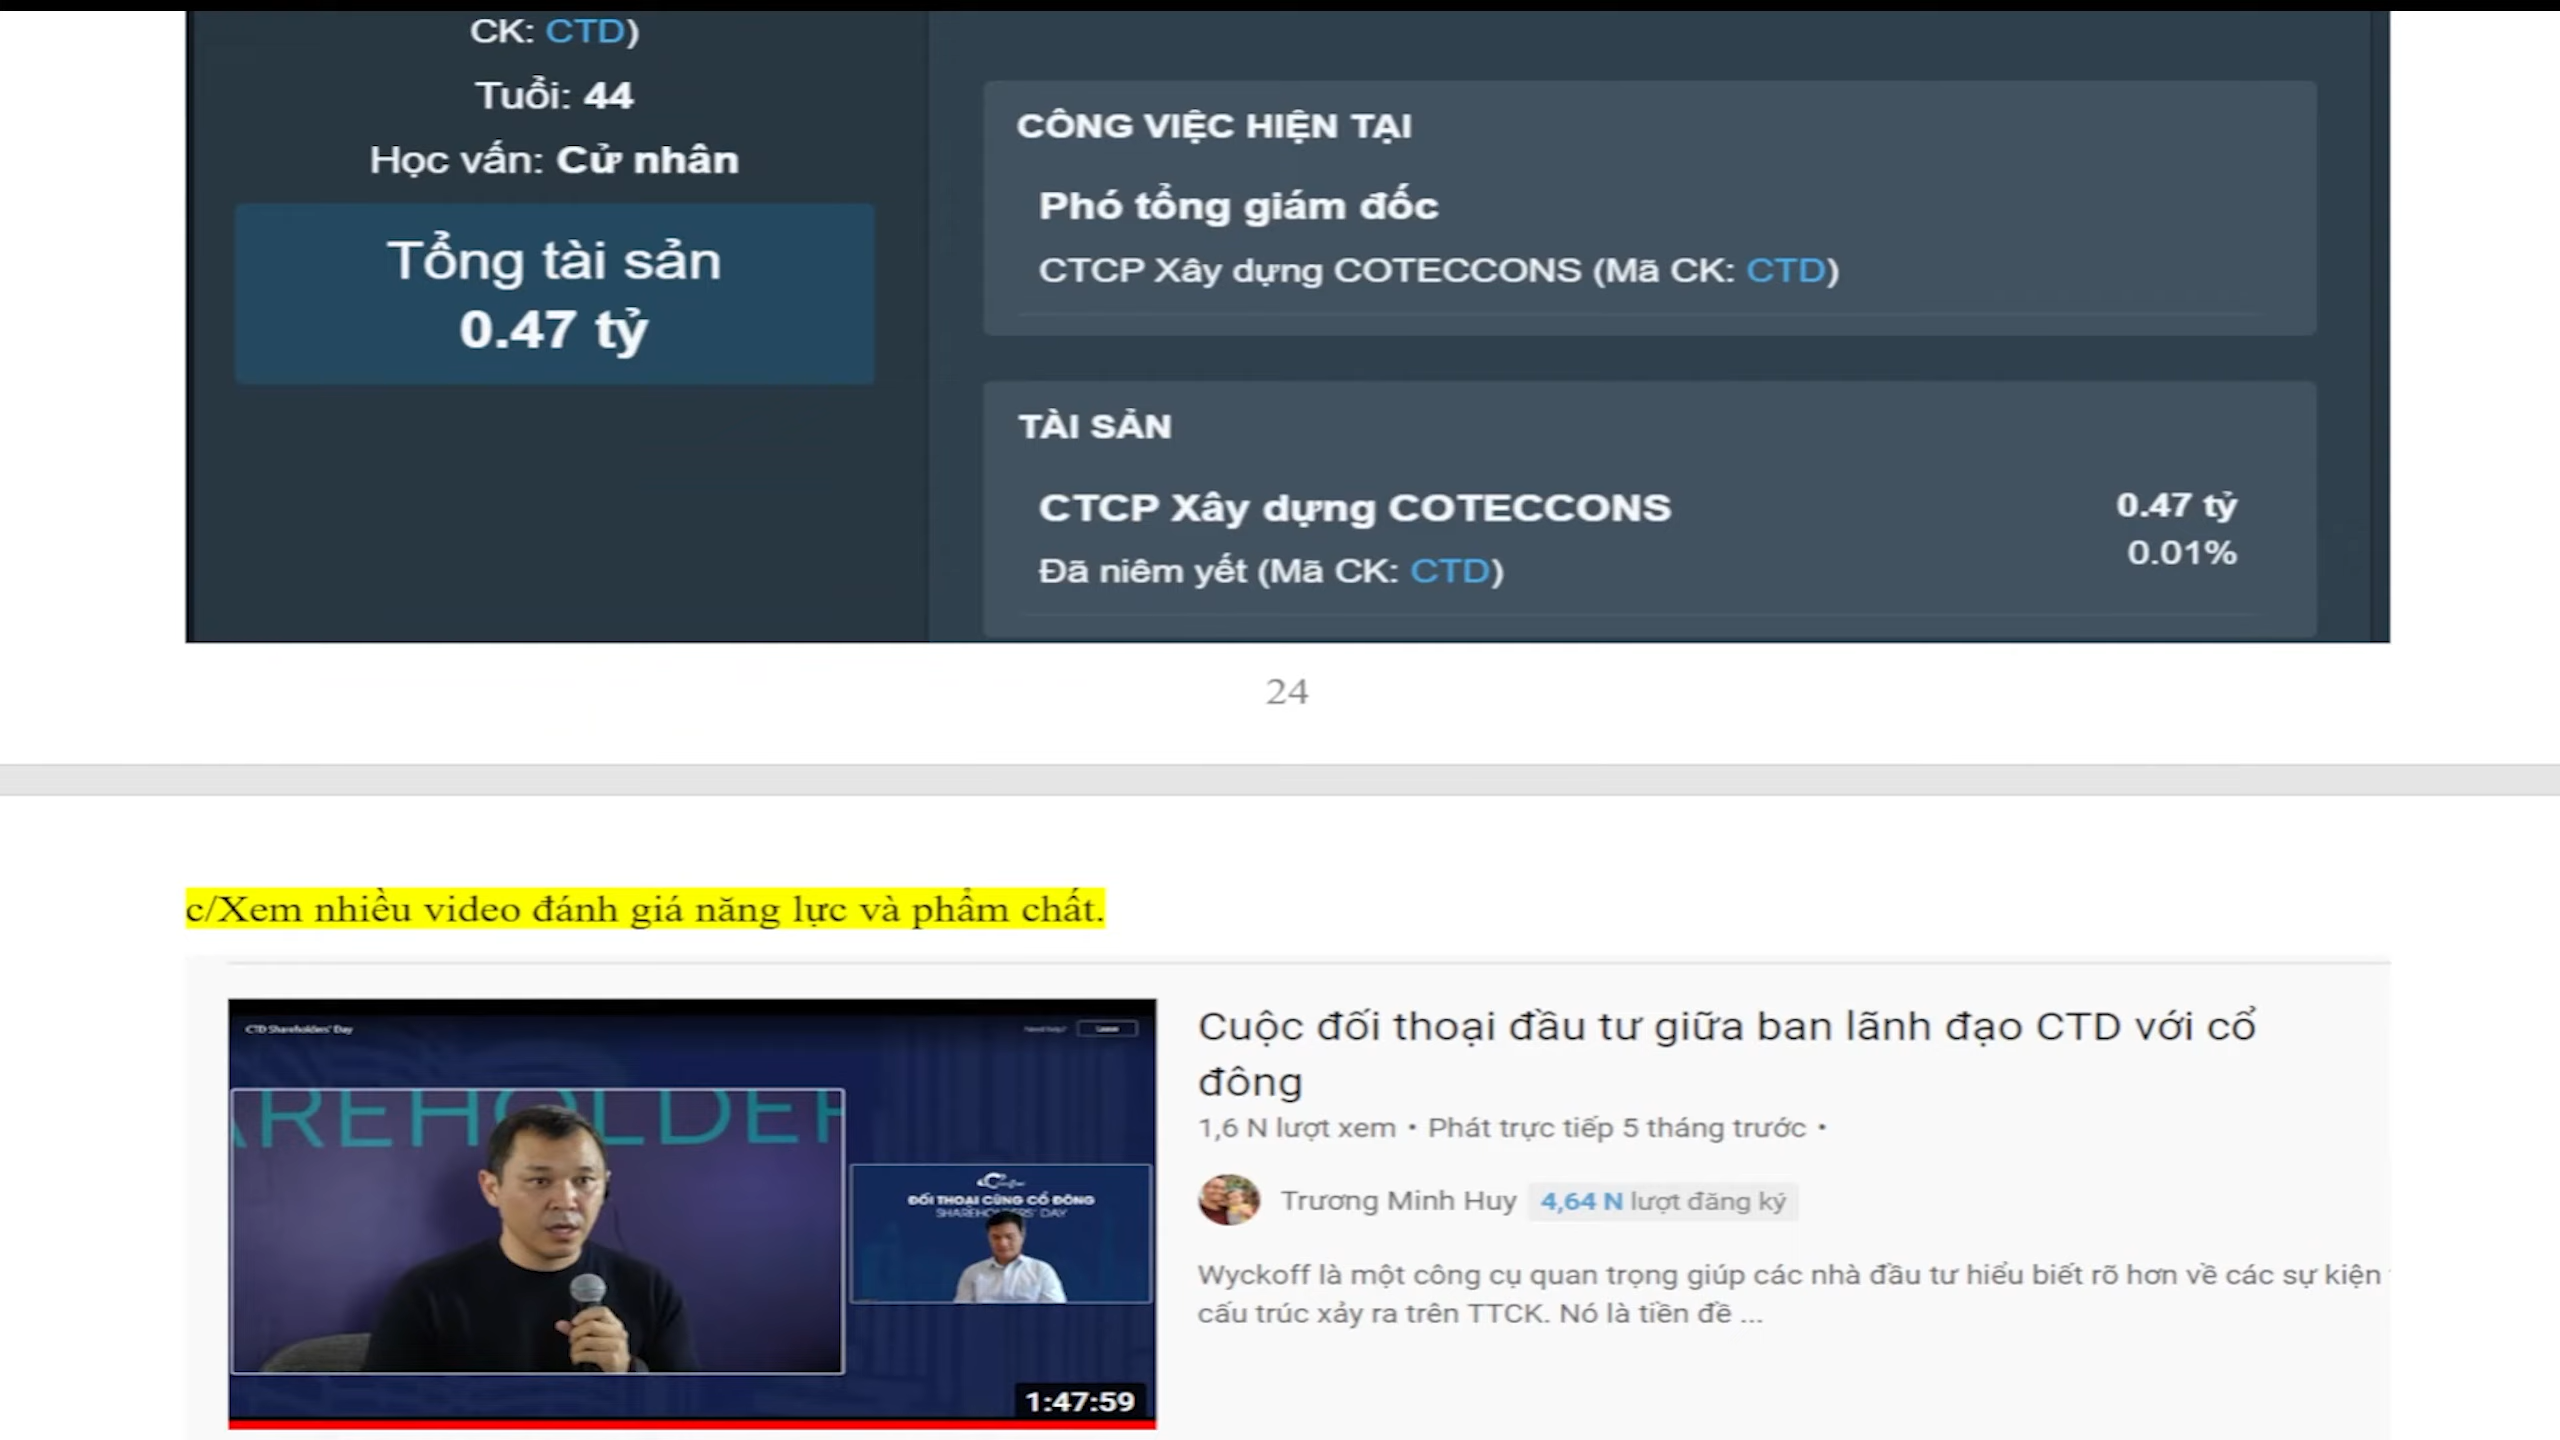 CK: CTD)
Tuổi: 44
Học vấn: Cử nhân
Tổng tài sản
0.47 tỷ
CÔNG VIỆC HIỆN TẠI
Phó tổng giám đốc
CTCP Xây dựng COTECCONS (Mã CK: CTD)
TÀI SẢN
CTCP Xây dựng COTECCONS
0.47 tỷ
Đã niêm yết (Mã CK: CTD)
0.01%
24
c/Xem nhiều video đánh giá năng lực và phẩm chất.
CTD Shareholders' Day
Need help?
Leave
AREHOLDER
ĐỐI THOẠI CÙNG CỔ ĐÔNG
SHAREHOLDERS' DAY
1:47:59
Cuộc đối thoại đầu tư giữa ban lãnh đạo CTD với cổ
đông
1,6 N lượt xem • Phát trực tiếp 5 tháng trước •
Trương Minh Huy 4,64 N lượt đăng ký
Wyckoff là một công cụ quan trọng giúp các nhà đầu tư hiểu biết rõ hơn về các sự kiện
cấu trúc xảy ra trên TTCK. Nó là tiền đề ...